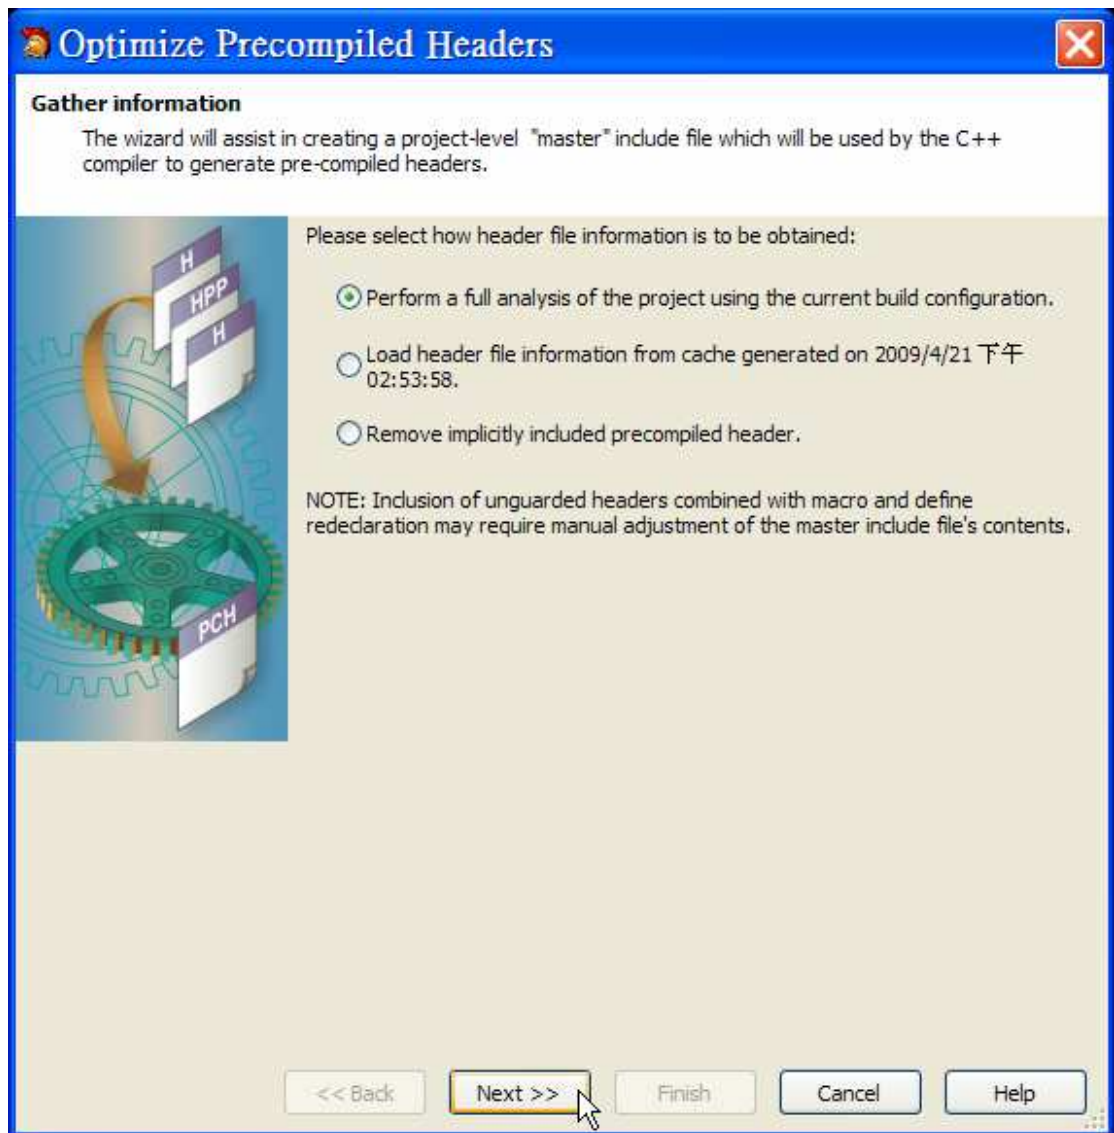 Optimize Precompiled Headers
Gather information
The wizard will assist in creating a project-level "master" include file which will be used by the C++
compiler to generate pre-compiled headers.
H
HPP
H
PCH
Please select how header file information is to be obtained:
Perform a full analysis of the project using the current build configuration.
Load header file information from cache generated on 2009/4/21 下午
02:53:58.
Remove implicitly included precompiled header.
NOTE: Inclusion of unguarded headers combined with macro and define
redeclaration may require manual adjustment of the master include file's contents.
<< Back
Next >>
Finish
Cancel
Help